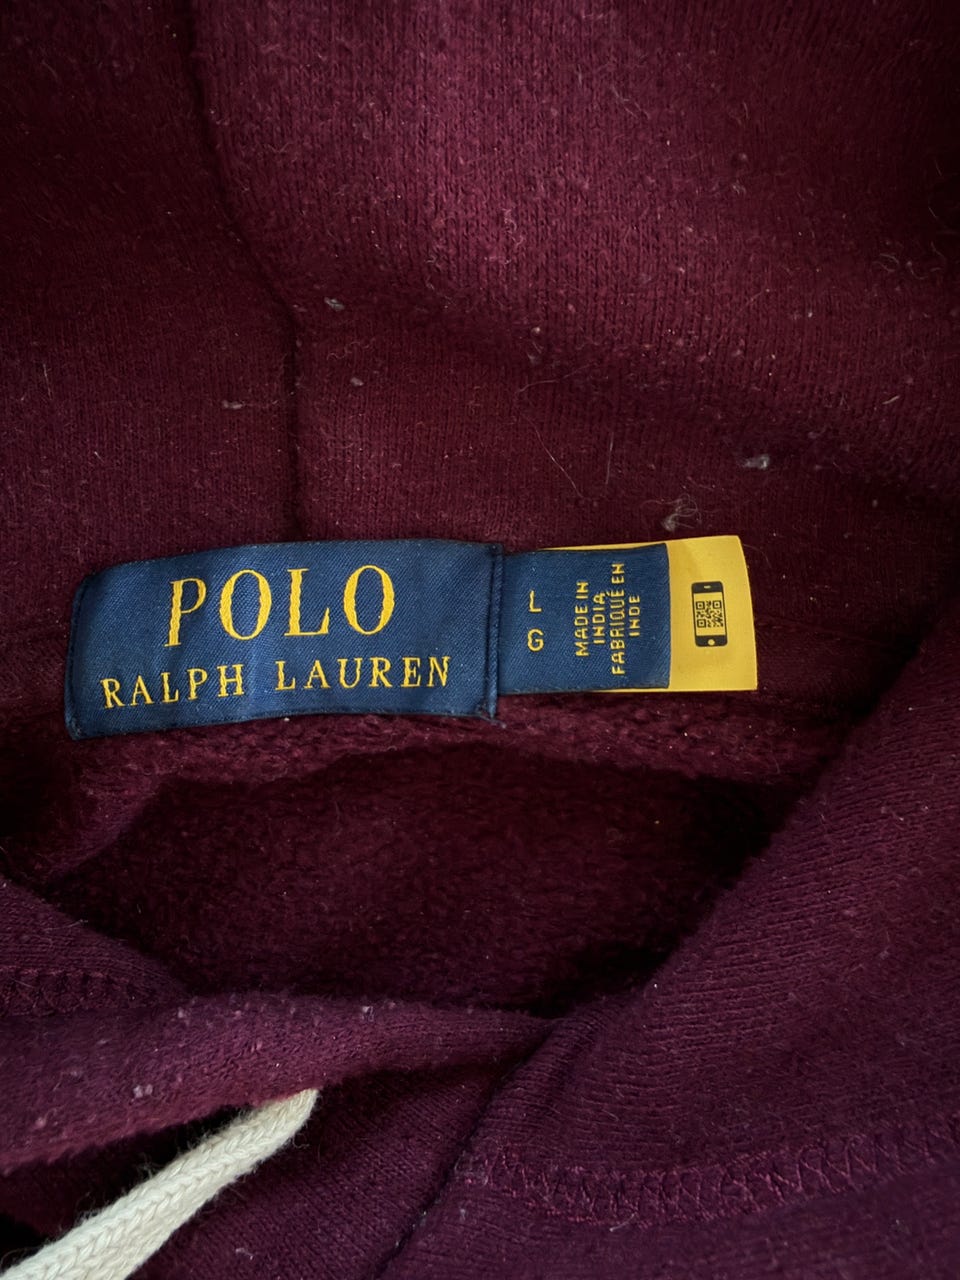 POLO
RALPH LAUREN
L
G
MADE IN
INDIA
FABRIQUÉ EN
INDE